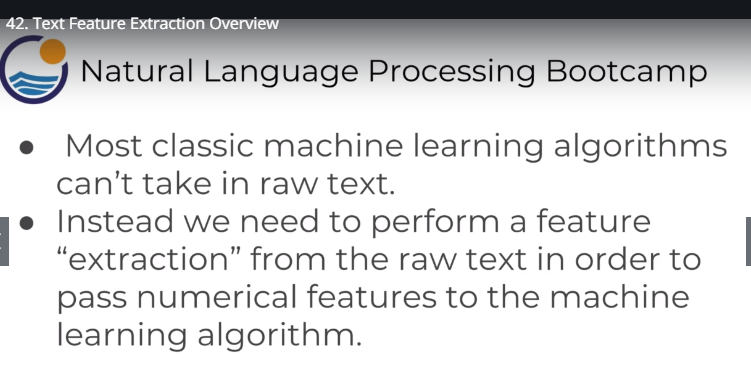 42. Text Feature Extraction Overview
Natural Language Processing Bootcamp
● Most classic machine learning algorithms
can’t take in raw text.
● Instead we need to perform a feature
“extraction” from the raw text in order to
pass numerical features to the machine
learning algorithm.